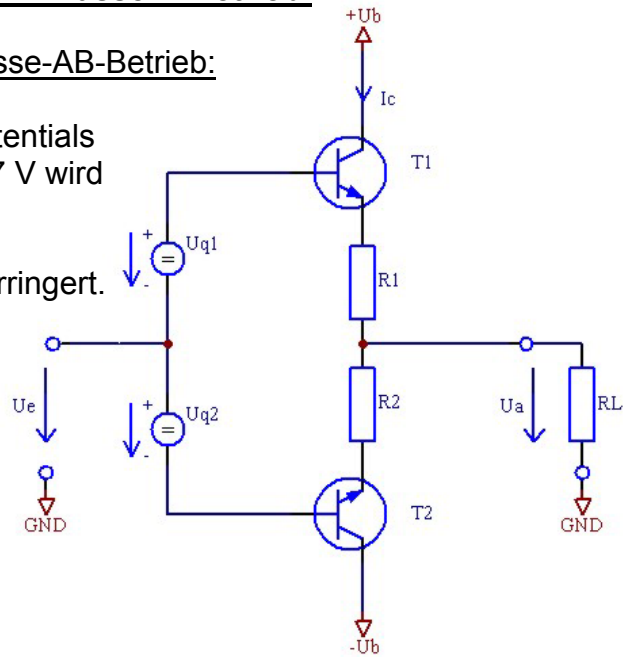 sse-AB-Betrieb:
tentials
7 V wird
rringert.
+Ub
Ic
T1
+
Uq1
=
-
R1
Ue
+
Uq2
=
-
R2
Ua
RL
GND
T2
GND
-Ub